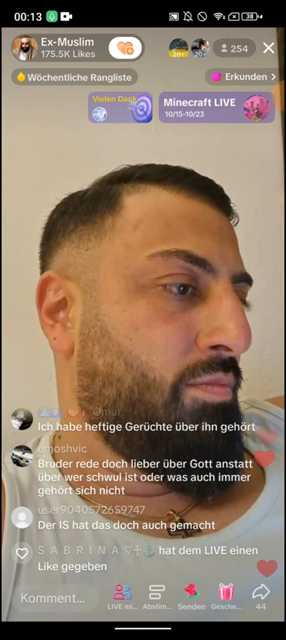 00:13
38
Ex-Muslim
175.5K Likes
20+
20+
254
Wöchentliche Rangliste
Erkunden >
Vielen Dank
Minecraft LIVE
10/15-10/23
Ich habe heftige Gerüchte über ihn gehört
emoshvic
Bruder rede doch lieber über Gott anstatt
über wer schwul ist oder was auch immer
gehört sich nicht
user9040572659747
Der IS hat das doch auch gemacht
S A B R I N A hat dem LIVE einen
Like gegeben
Komment...
LIVE mi...
Abstim...
Senden
Gesche...
44